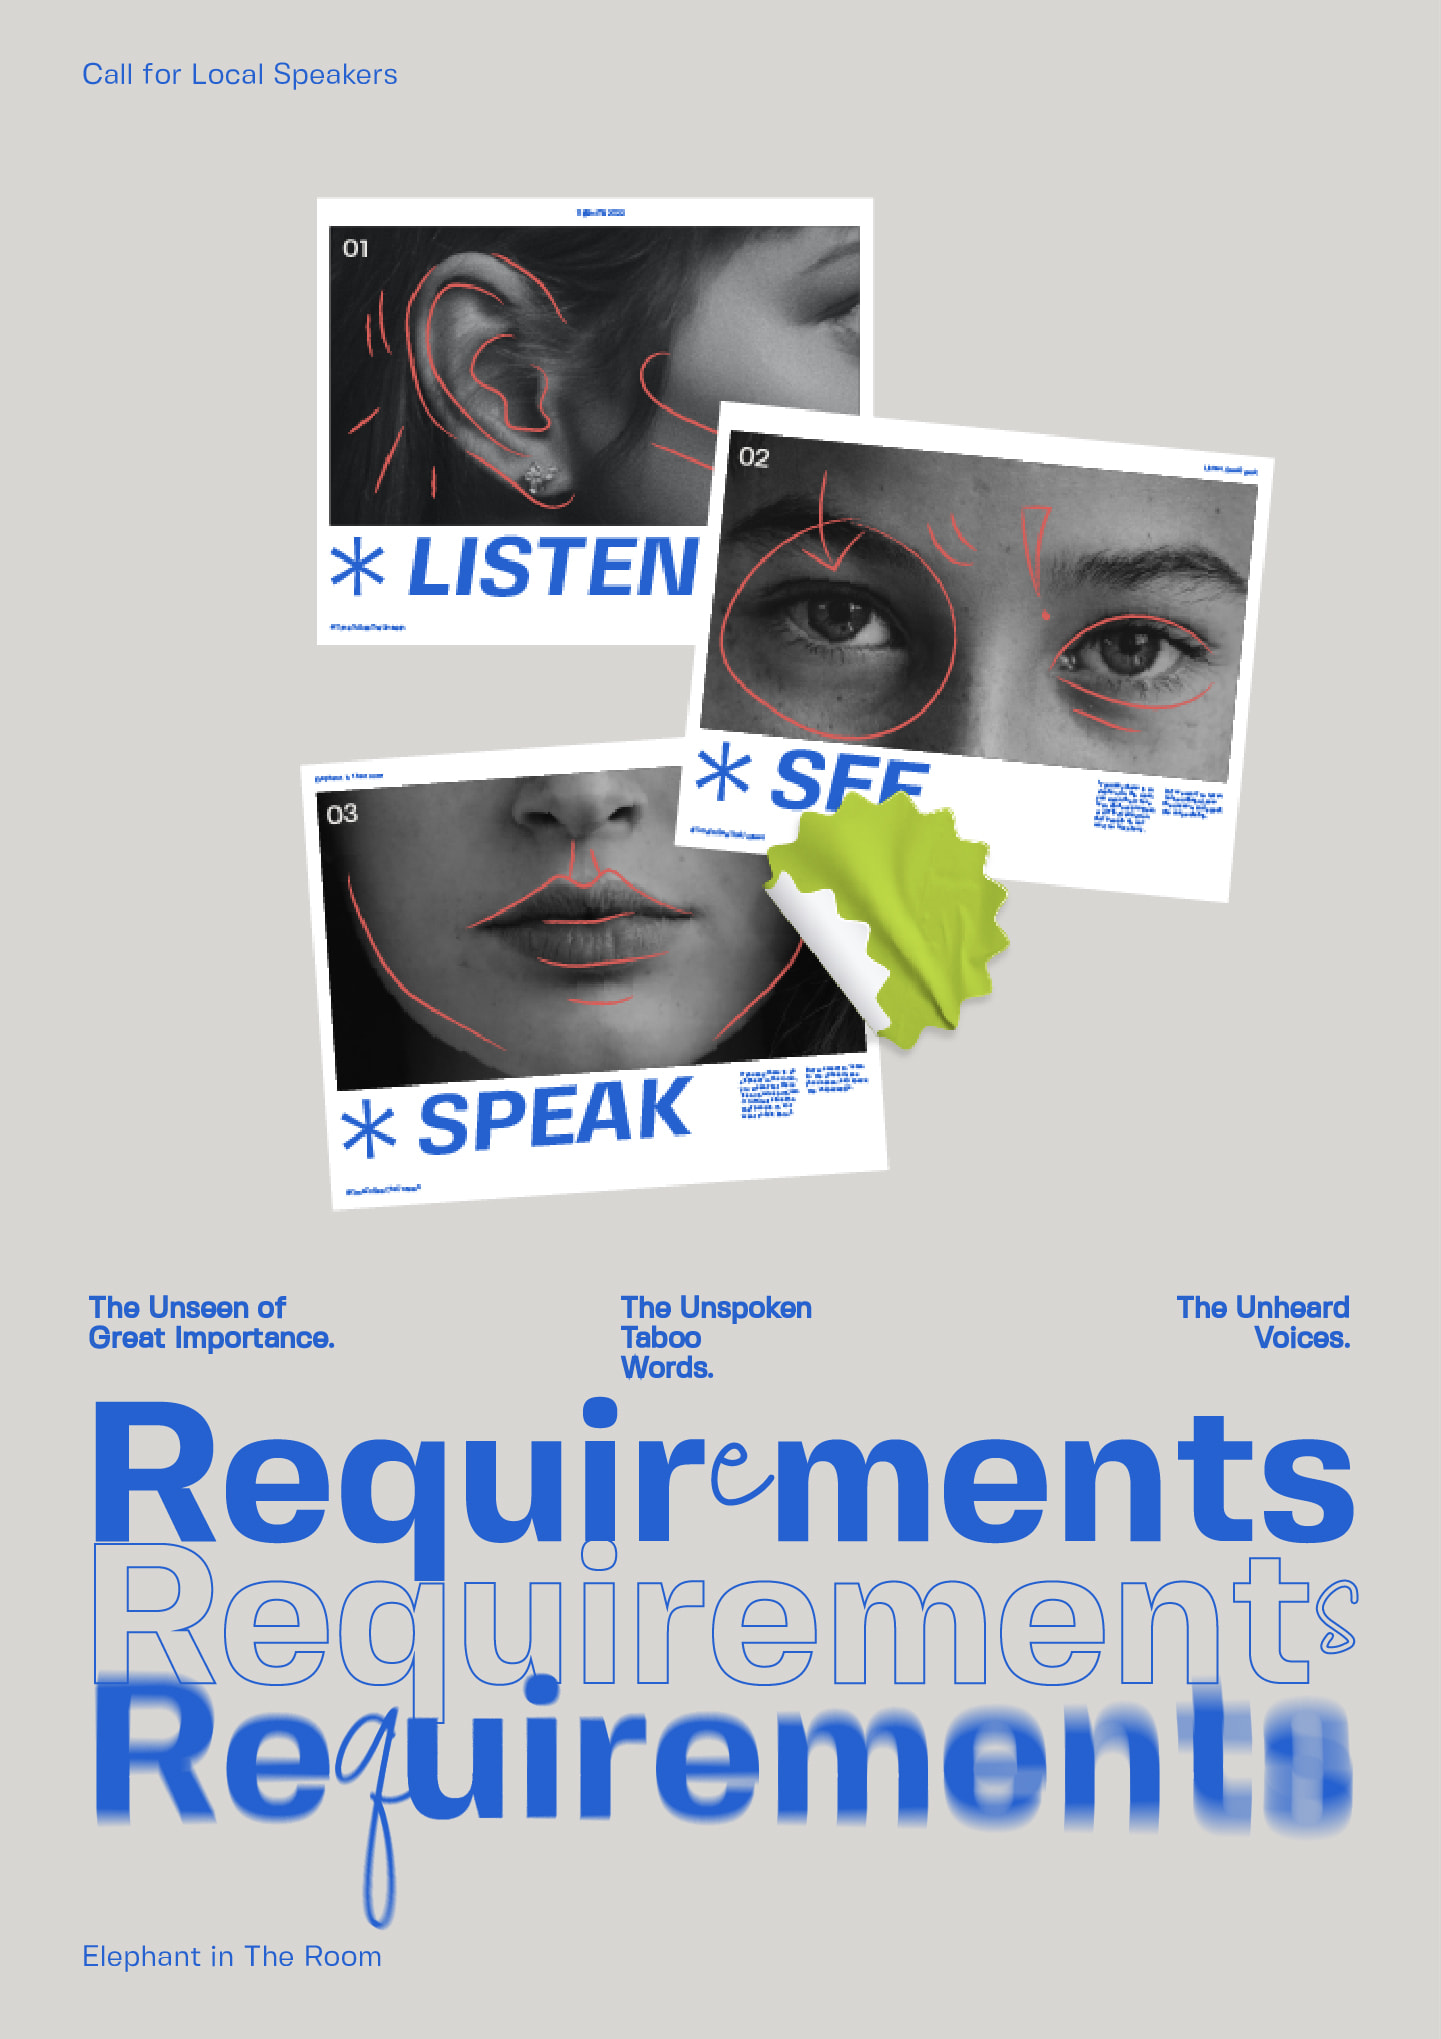 Call for Local Speakers
01
* LISTEN
02
* SEE
03
* SPEAK
The Unseen of
Great Importance.
The Unspoken
Taboo
Words.
The Unheard
Voices.
Requirements
Requirements
Requirements
Elephant in The Room